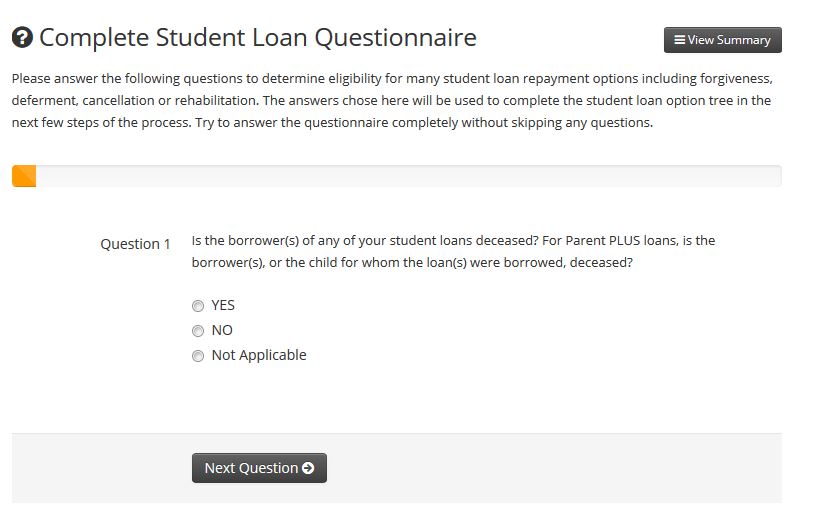 Complete Student Loan Questionnaire
View Summary
Please answer the following questions to determine eligibility for many student loan repayment options including forgiveness,
deferment, cancellation or rehabilitation. The answers chose here will be used to complete the student loan option tree in the
next few steps of the process. Try to answer the questionnaire completely without skipping any questions.
Question 1
Is the borrower(s) of any of your student loans deceased? For Parent PLUS loans, is the
borrower(s), or the child for whom the loan(s) were borrowed, deceased?
YES
NO
Not Applicable
Next Question